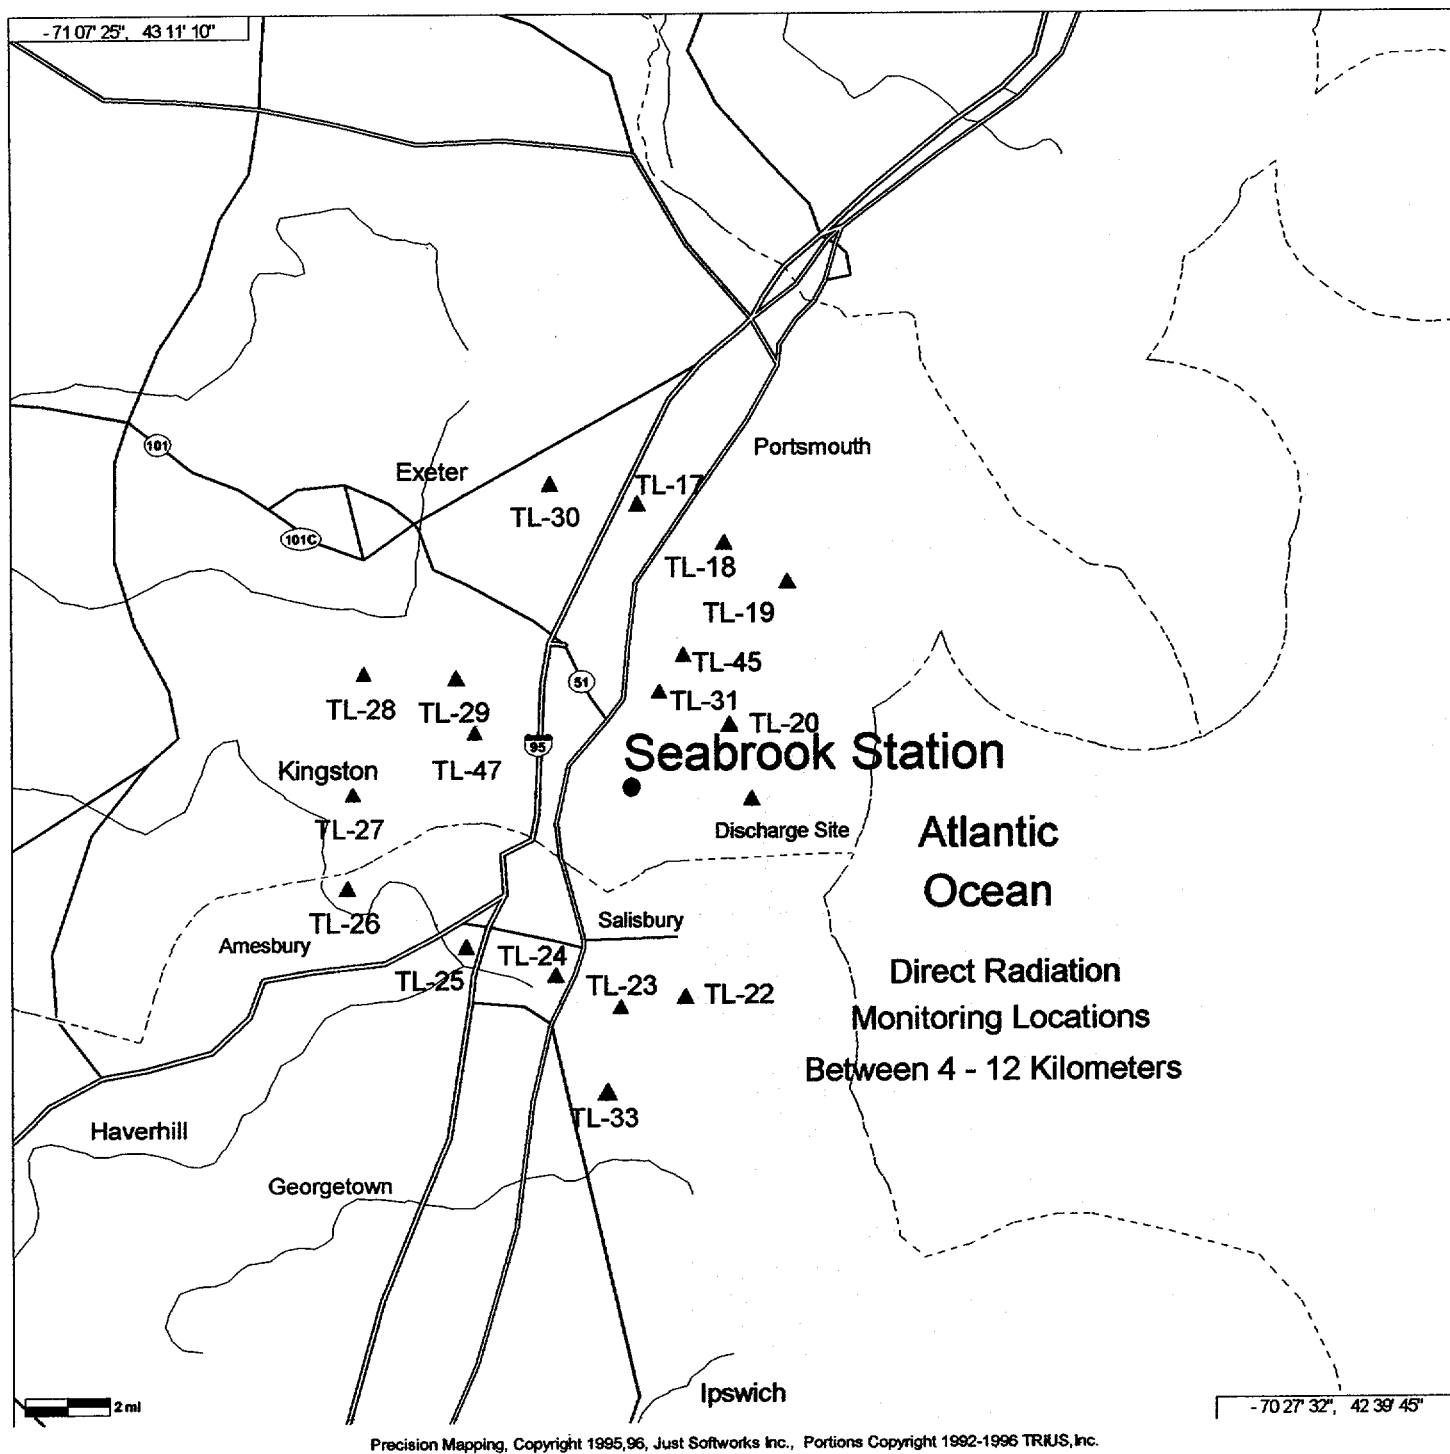 - 71 07' 25", 43 11' 10"
Portsmouth
101
Exeter
TL-17
TL-30
101C
TL-18
TL-19
TL-45
51
TL-31
TL-28
TL-29
TL-20
95
Seabrook Station
TL-47
Kingston
TL-27
Discharge Site
Atlantic
Ocean
TL-26
Salisbury
Amesbury
TL-24
TL-25
TL-23
TL-22
Direct Radiation
Monitoring Locations
Between 4 - 12 Kilometers
TL-33
Haverhill
Georgetown
Ipswich
2 mi
- 70 27' 32", 42 39' 45"
Precision Mapping, Copyright 1995,96, Just Softworks Inc., Portions Copyright 1992-1996 TRIUS, Inc.